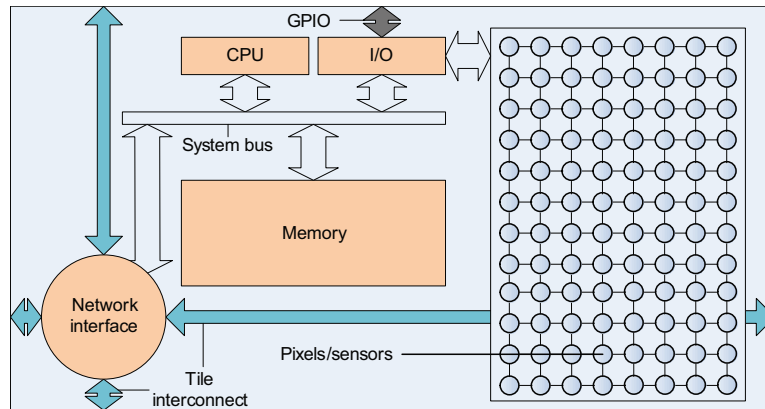 GPIO
CPU
I/O
System bus
Memory
Network
interface
Pixels/sensors
Tile
interconnect